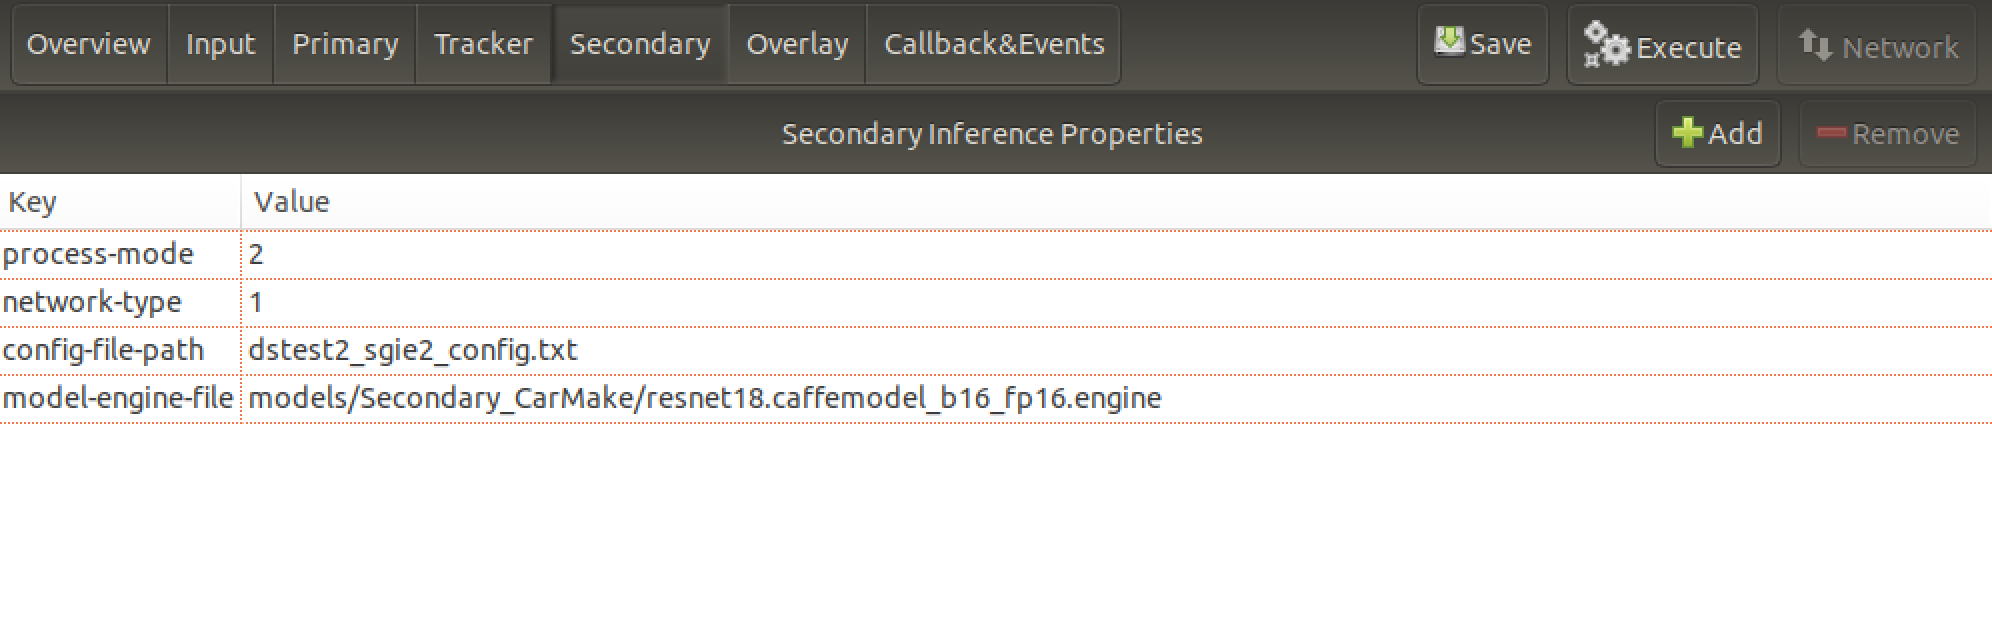 Overview Input Primary Tracker Secondary Overlay Callback&Events Save Execute Network
Secondary Inference Properties Add Remove
Key Value
process-mode 2
network-type 1
config-file-path dstest2_sgie2_config.txt
model-engine-file models/Secondary_CarMake/resnet18.caffemodel_b16_fp16.engine